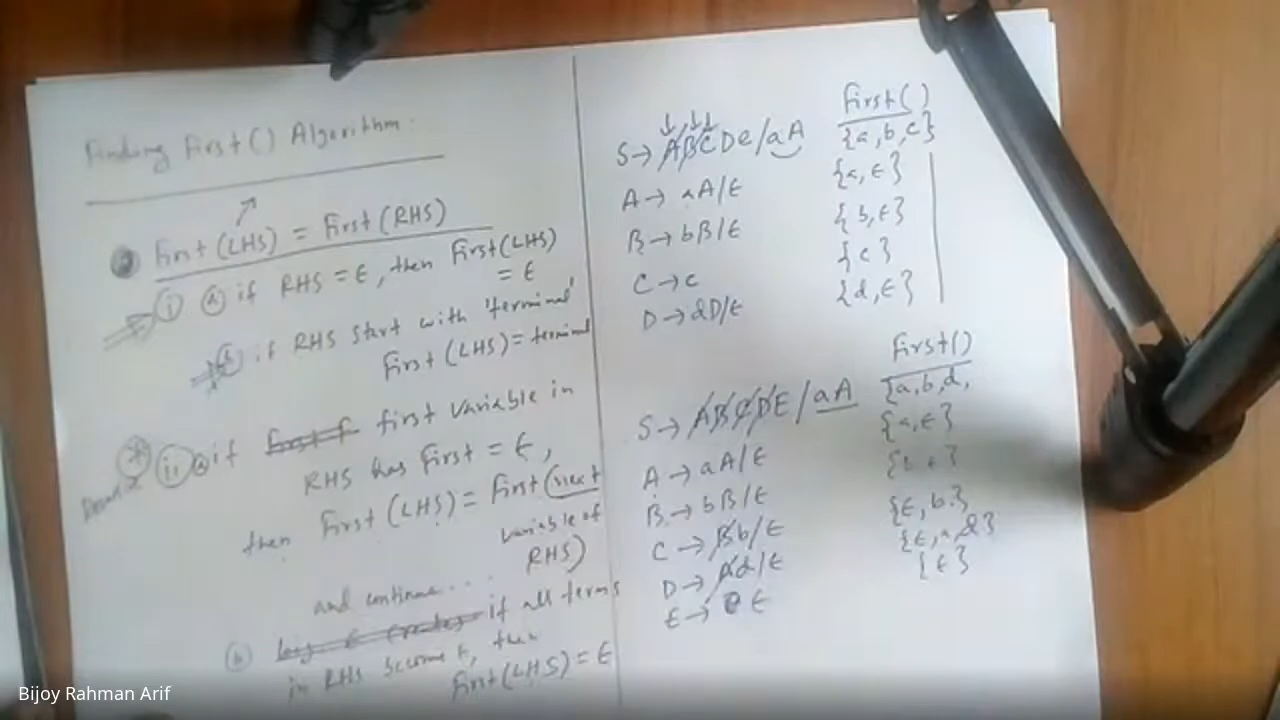 Finding First() Algorithm:
First (LHS) = First (RHS)
i) a) if RHS = ε, then First (LHS)
= ε
b) if RHS start with 'terminal'
First (LHS) = terminal
ii) a) if first variable in
RHS has First = ε,
then First (LHS) = First (next
variable of
RHS)
and continue...
b) if all terms
in RHS become ε, then
First (LHS) = ε
First()
S → ABCDe/aA {a,b,c}
A → aA/ε {a,ε}
B → bB/ε {b,ε}
C → c {c}
D → dD/ε {d,ε}
First()
S → ABCDE/aA {a,b,d,
A → aA/ε {a,ε}
B → bB/ε
C → Bb/ε {ε,b}
D → Ad/ε {ε,a,d}
E → ε {ε}
Bijoy Rahman Arif